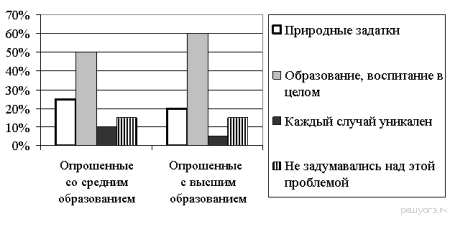 70%
60%
50%
40%
30%
20%
10%
0%
Опрошенные
со средним
образованием
Опрошенные
с высшим
образованием
Природные задатки
Образование, воспитание в
целом
Каждый случай уникален
Не задумавались над этой
проблемой
решуогэ.рф